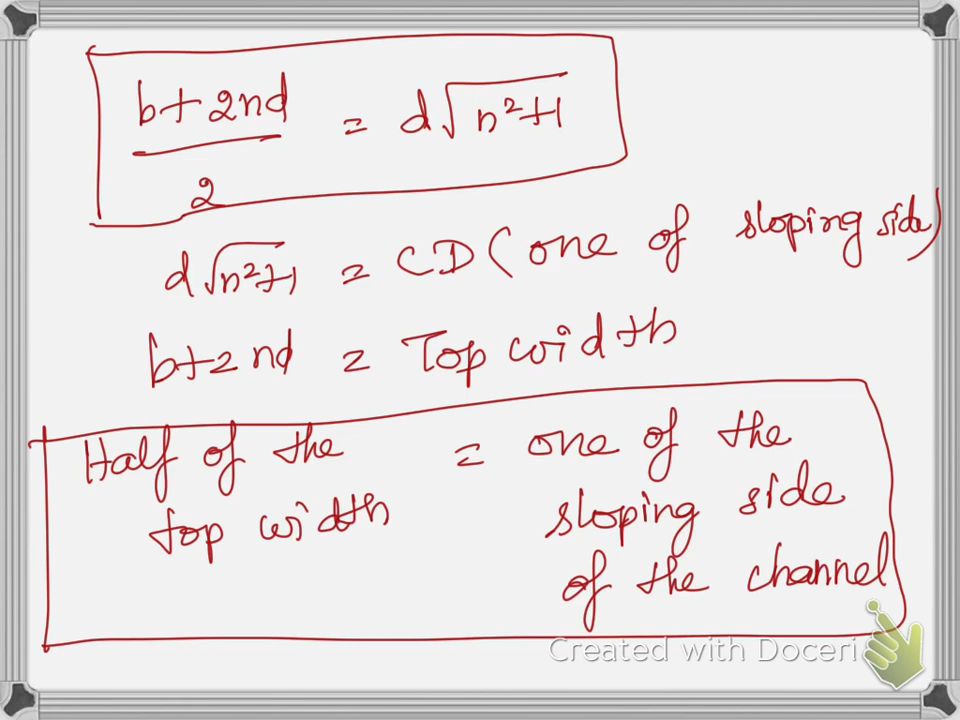 b+2nd / 2 = d√n²+1
d√n²+1 = CD (one of sloping side)
b+2nd = Top width
Half of the = one of the
top width sloping side
of the channel
Created with Doceri